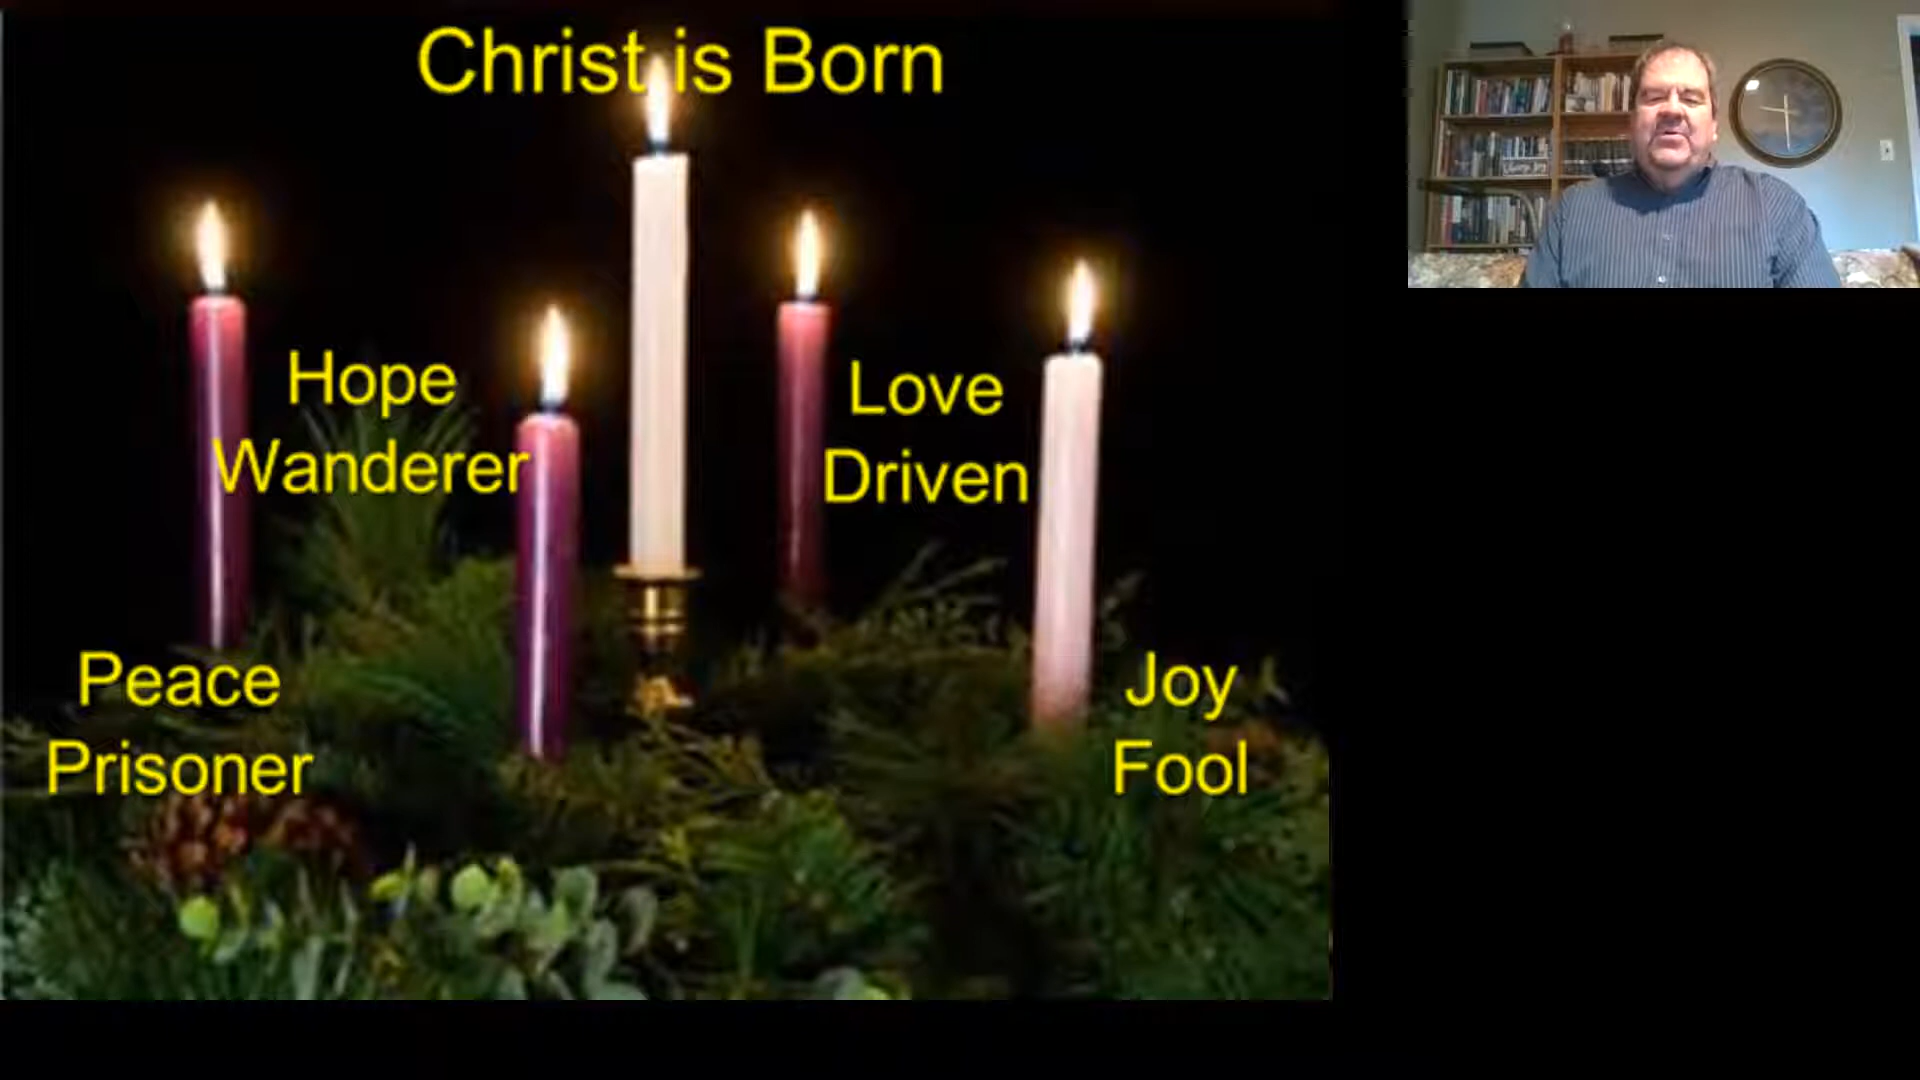 Christ is Born
Hope
Wanderer
Love
Driven
Peace
Prisoner
Joy
Fool